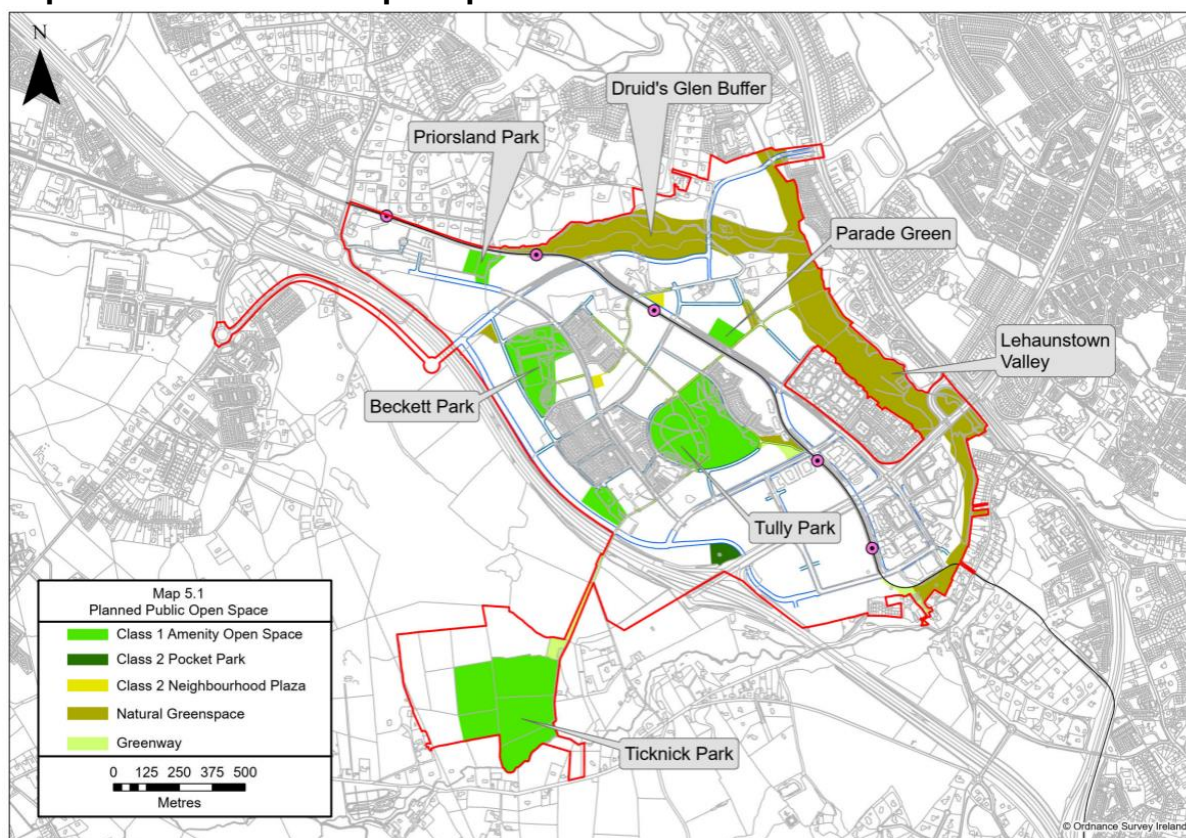 N
Druid's Glen Buffer
Priorsland Park
Parade Green
Lehaunstown
Valley
Beckett Park
Tully Park
Ticknick Park
Map 5.1
Planned Public Open Space
Class 1 Amenity Open Space
Class 2 Pocket Park
Class 2 Neighbourhood Plaza
Natural Greenspace
Greenway
0 125 250 375 500
Metres
© Ordnance Survey Ireland